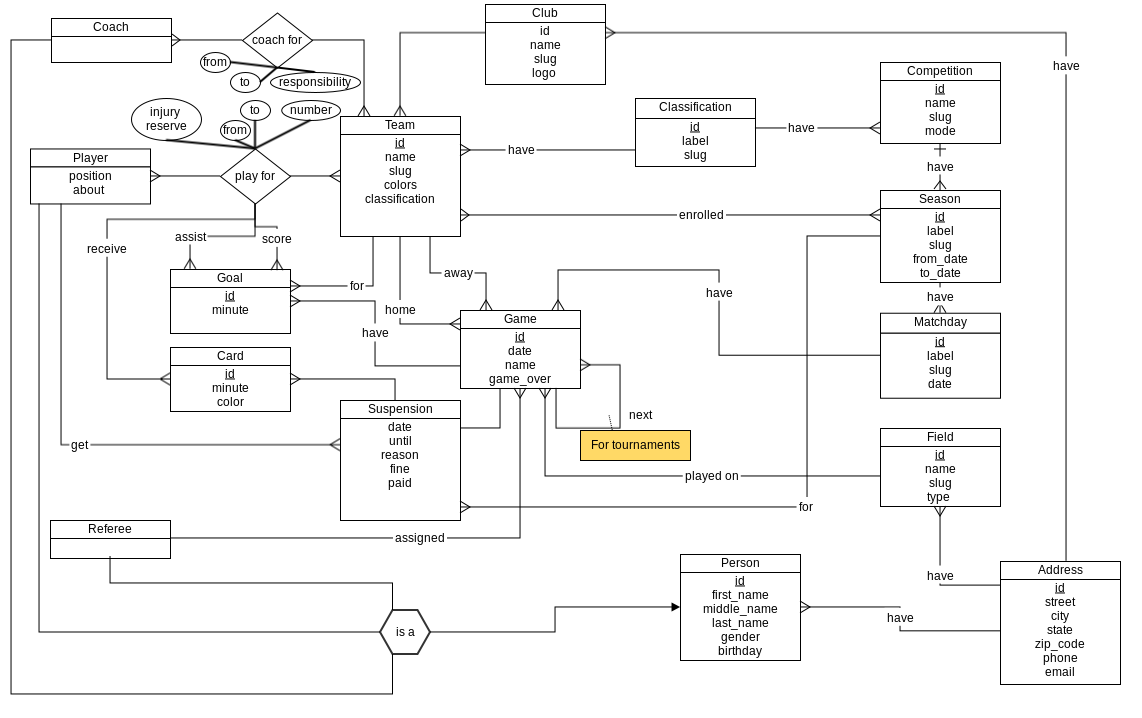 Coach
coach for
from
to
responsibility
Club
id
name
slug
logo
have
Competition
id
name
slug
mode
injury
reserve
to
number
from
Classification
id
label
slug
have
Team
id
name
slug
colors
classification
have
Player
position
about
play for
have
Season
id
label
slug
from_date
to_date
enrolled
receive
assist
score
Goal
id
minute
for
away
home
have
Game
id
date
name
game_over
have
have
Matchday
id
label
slug
date
Card
id
minute
color
Suspension
date
until
reason
fine
paid
get
next
For tournaments
Field
id
name
slug
type
played on
for
Referee
assigned
Person
id
first_name
middle_name
last_name
gender
birthday
is a
have
have
Address
id
street
city
state
zip_code
phone
email